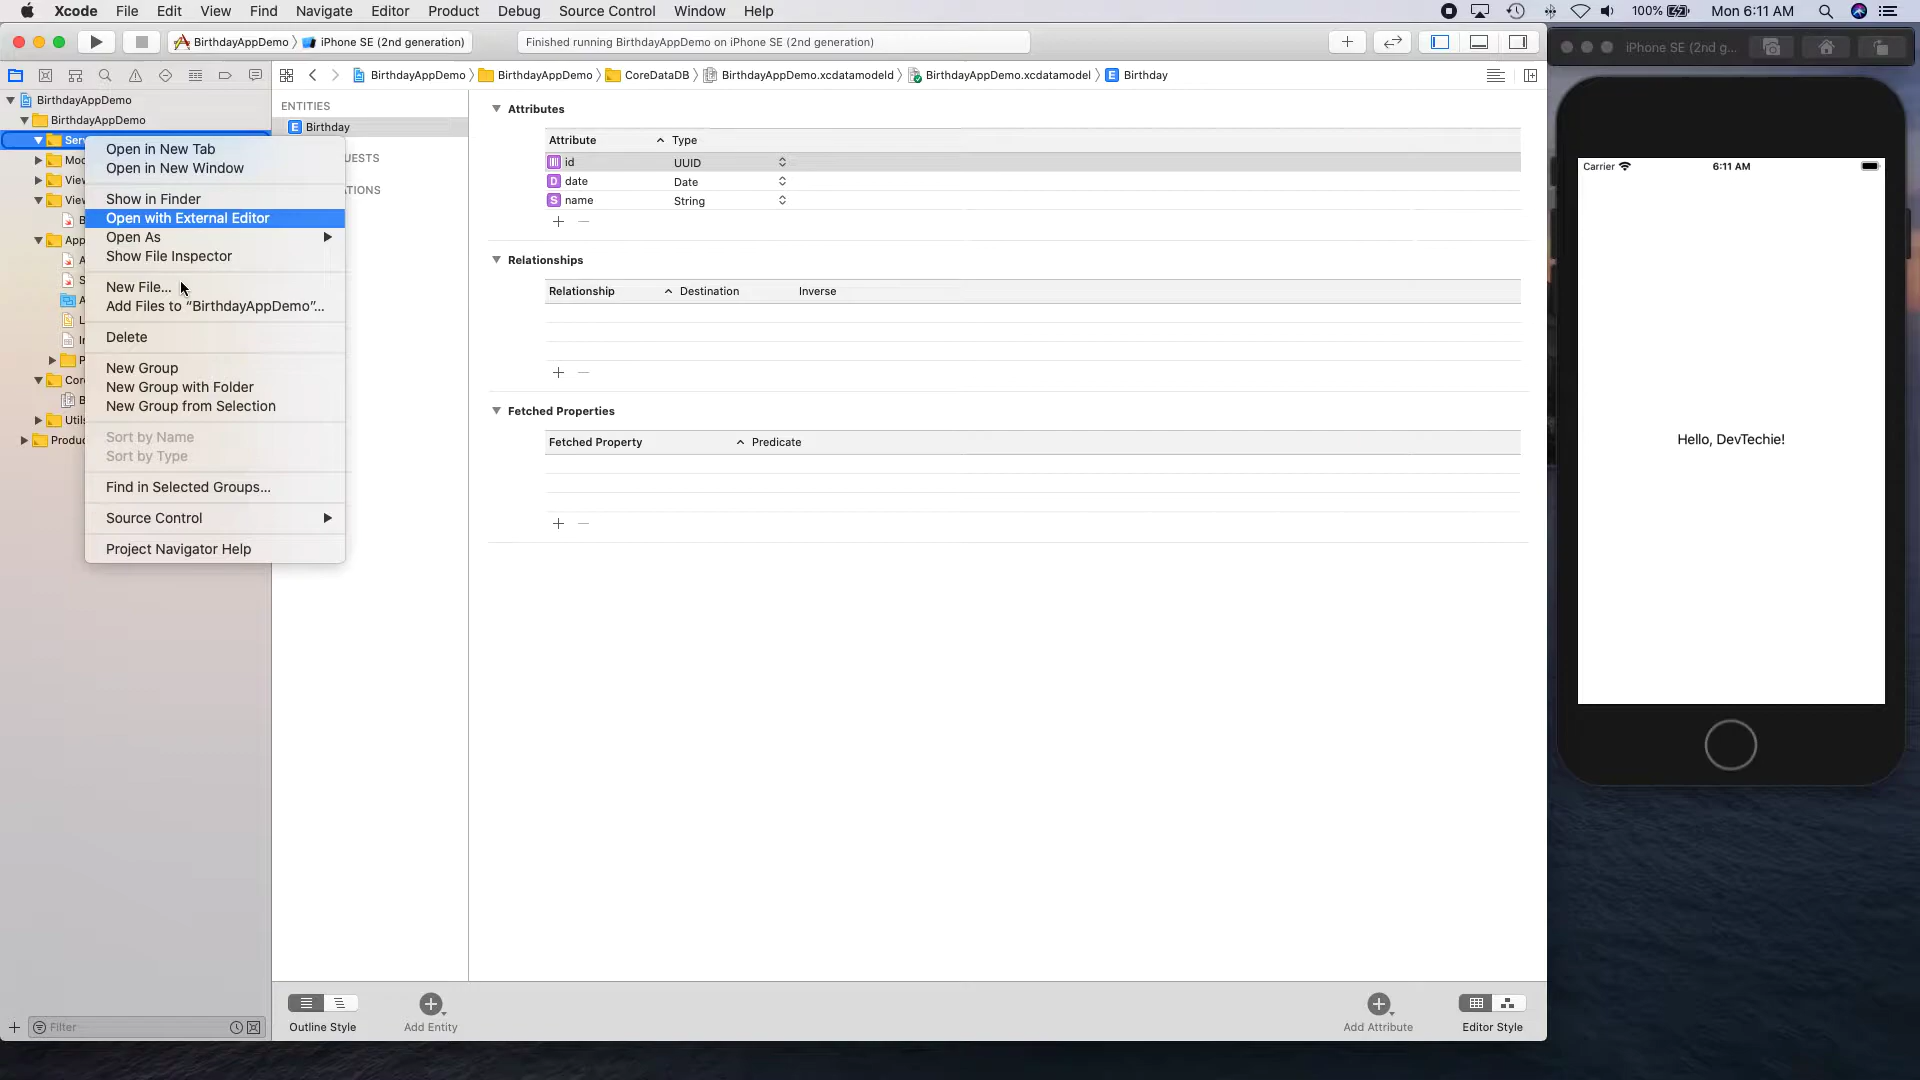 Xcode File Edit View Find Navigate Editor Product Debug Source Control Window Help 100% Mon 6:11 AM
BirthdayAppDemo iPhone SE (2nd generation) Finished running BirthdayAppDemo on iPhone SE (2nd generation) iPhone SE (2nd g...
BirthdayAppDemo BirthdayAppDemo CoreDataDB BirthdayAppDemo.xcdatamodeld BirthdayAppDemo.xcdatamodel E Birthday
BirthdayAppDemo
BirthdayAppDemo
Open in New Tab
Open in New Window
Show in Finder
Open with External Editor
Open As
Show File Inspector
New File...
Add Files to “BirthdayAppDemo”...
Delete
New Group
New Group with Folder
New Group from Selection
Sort by Name
Sort by Type
Find in Selected Groups...
Source Control
Project Navigator Help
Filter
ENTITIES
E Birthday
Attributes
Attribute Type
id UUID
D date Date
S name String
Relationships
Relationship Destination Inverse
Fetched Properties
Fetched Property Predicate
Outline Style Add Entity Add Attribute Editor Style
Carrier 6:11 AM
Hello, DevTechie!